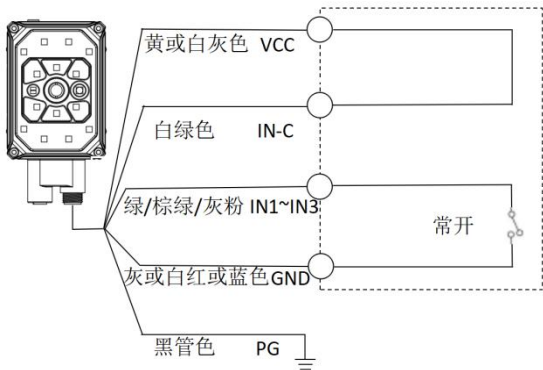 黄或白灰色 VCC
白绿色 IN-C
绿/棕绿/灰粉 IN1~IN3
常开
灰或白红或蓝色GND
黑管色 PG